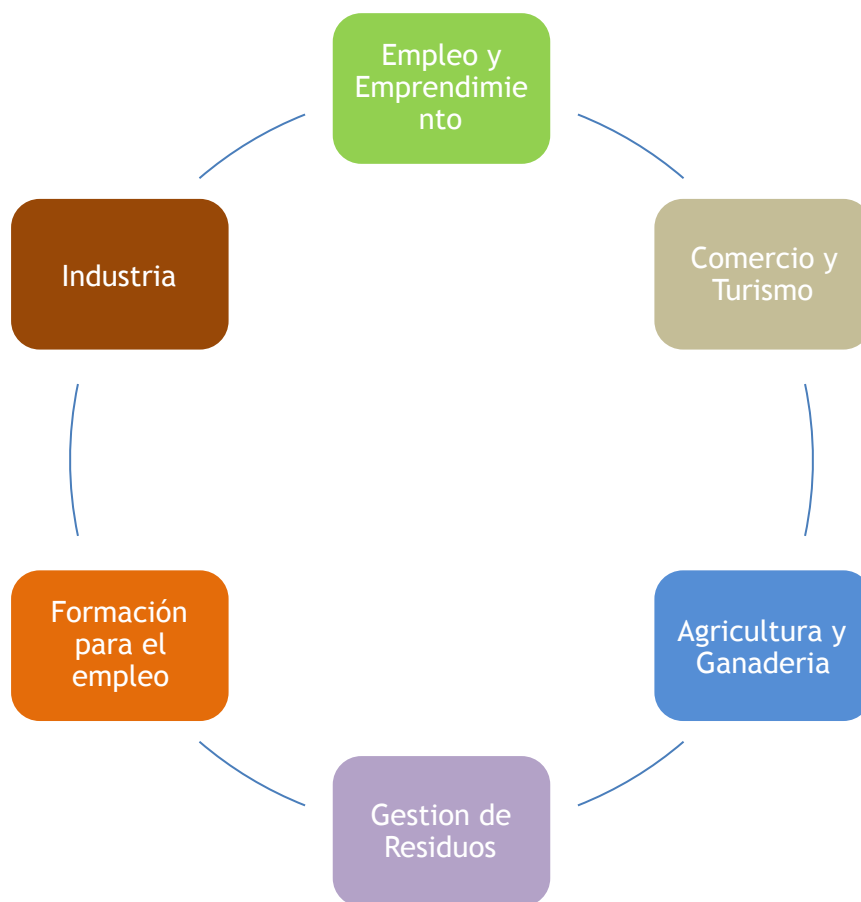 Empleo y
Emprendimie
nto
Comercio y
Turismo
Agricultura y
Ganaderia
Gestion de
Residuos
Formación
para el
empleo
Industria